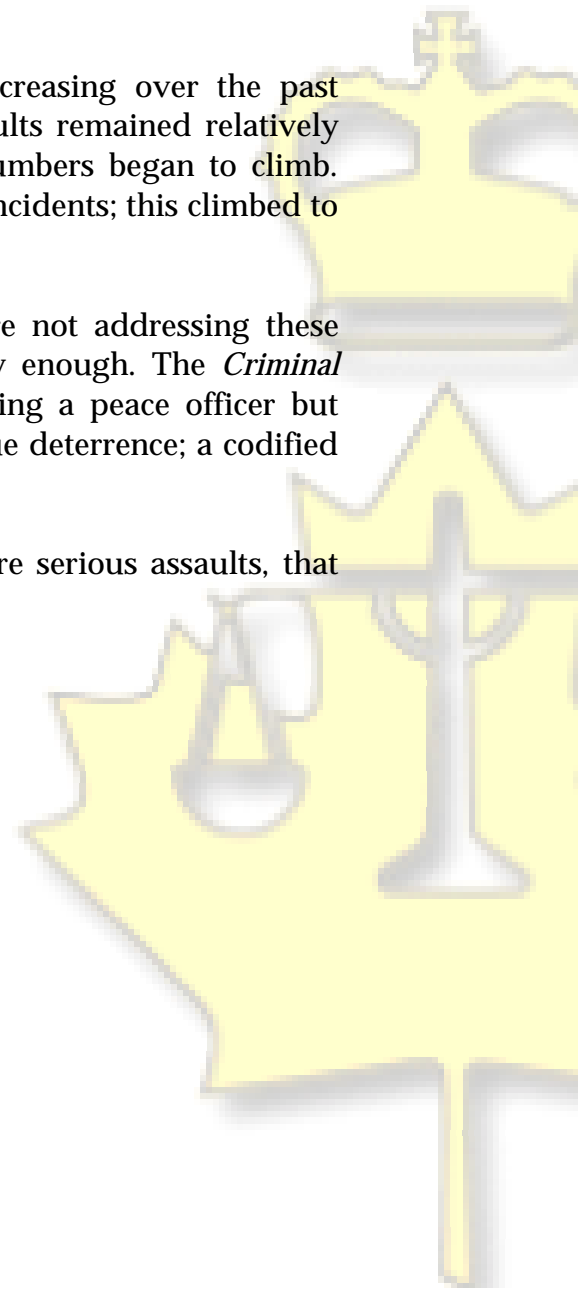 creasing over the past
ults remained relatively
umbers began to climb.
ncidents; this climbed to
re not addressing these
y enough. The Criminal
ing a peace officer but
ue deterrence; a codified
re serious assaults, that